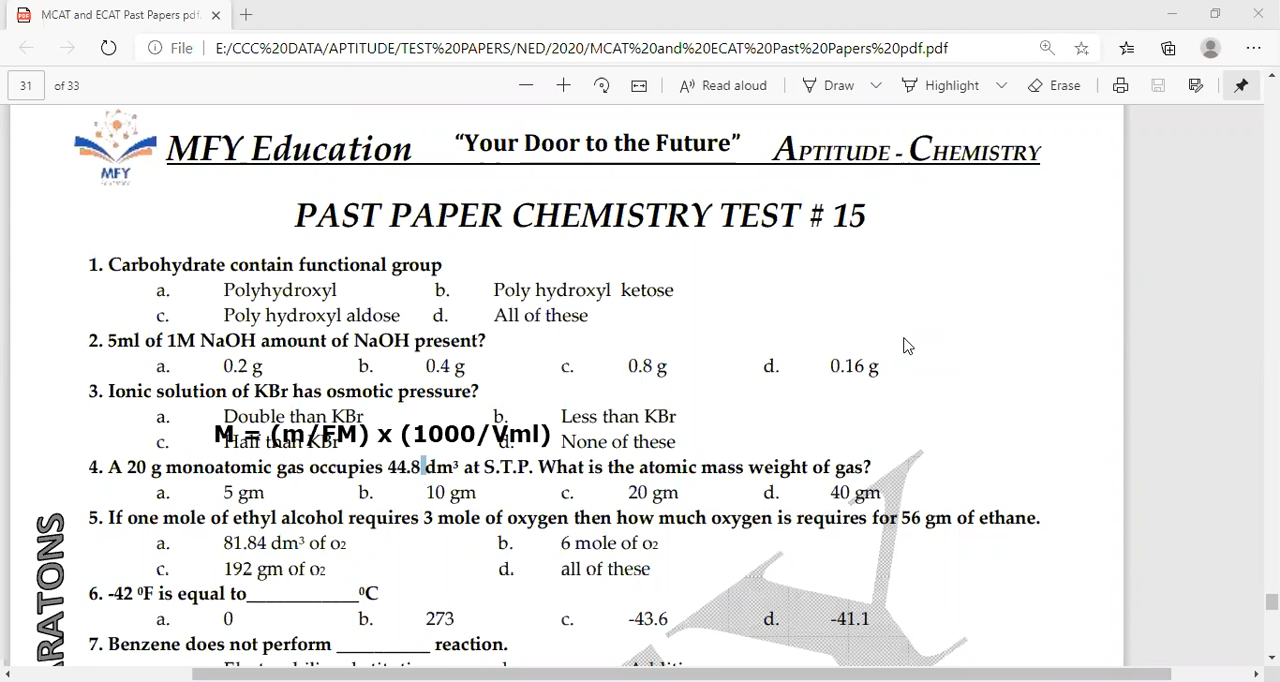 MCAT and ECAT Past Papers pdf.
File E:/CCC%20DATA/APTITUDE/TEST%20PAPERS/NED/2020/MCAT%20and%20ECAT%20Past%20Papers%20pdf.pdf
31 of 33 Read aloud Draw Highlight Erase
MFY Education "Your Door to the Future" APTITUDE - CHEMISTRY
MFY
PAST PAPER CHEMISTRY TEST # 15
1. Carbohydrate contain functional group
a. Polyhydroxyl b. Poly hydroxyl ketose
c. Poly hydroxyl aldose d. All of these
2. 5ml of 1M NaOH amount of NaOH present?
a. 0.2 g b. 0.4 g c. 0.8 g d. 0.16 g
3. Ionic solution of KBr has osmotic pressure?
a. Double than KBr b. Less than KBr
M = (m/FM) x (1000/Vml)
c. Half than KBr d. None of these
4. A 20 g monoatomic gas occupies 44.8 dm³ at S.T.P. What is the atomic mass weight of gas?
a. 5 gm b. 10 gm c. 20 gm d. 40 gm
5. If one mole of ethyl alcohol requires 3 mole of oxygen then how much oxygen is requires for 56 gm of ethane.
a. 81.84 dm³ of o₂ b. 6 mole of o₂
c. 192 gm of o₂ d. all of these
6. -42 ⁰F is equal to____________⁰C
a. 0 b. 273 c. -43.6 d. -41.1
7. Benzene does not perform __________ reaction.
RATONS